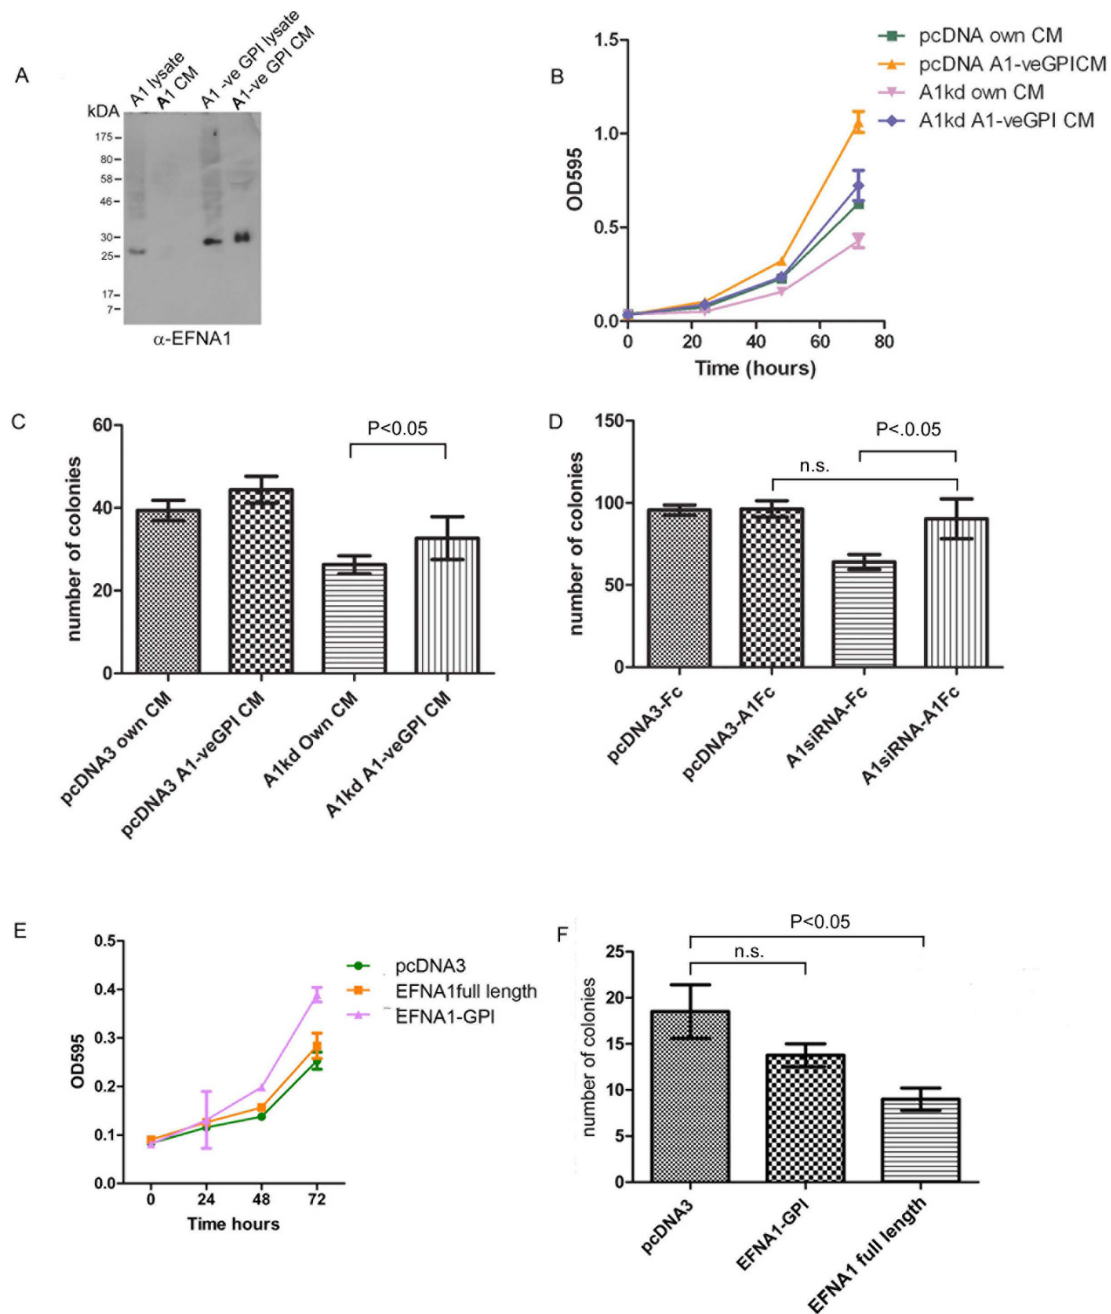 A
A1 lysate
A1 CM
A1 -ve GPI lysate
A1-ve GPI CM
kDA
175
80
58
46
30
25
17
7
α-EFNA1
B
pcDNA own CM
pcDNA A1-veGPICM
A1kd own CM
A1kd A1-veGPI CM
OD595
1.5
1.0
0.5
0.0
0 20 40 60 80
Time (hours)
C
number of colonies
60
40
20
0
P<0.05
pcDNA3 own CM
pcDNA3 A1-veGPI CM
A1kd Own CM
A1kd A1-veGPI CM
D
number of colonies
150
100
50
0
P<.05
n.s.
pcDNA3-Fc
pcDNA3-A1Fc
A1siRNA-Fc
A1siRNA-A1Fc
E
OD595
0.5
0.4
0.3
0.2
0.1
0.0
0 24 48 72
Time hours
pcDNA3
EFNA1full length
EFNA1-GPI
F
number of colonies
25
20
15
10
5
0
P<0.05
n.s.
pcDNA3
EFNA1-GPI
EFNA1 full length